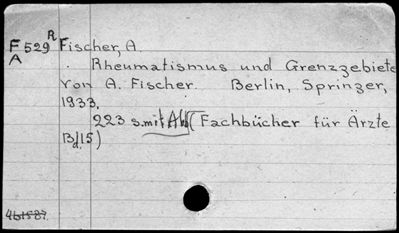 F 529 R Fischer, A.
A . Rheumatismus und Grenzgebiete
von A. Fischer. Berlin, Springer,
1933.
223 s. mit Abb (Fachbücher für Ärzte
Bd. 15)